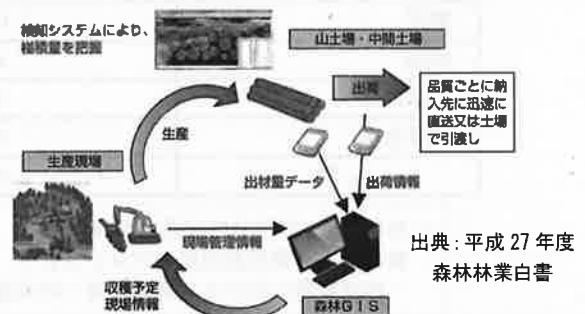 検知システムにより、
椪積量を把握
山土場・中間土場
出荷
品質ごとに納
入先に迅速に
直送又は土場
で引渡し
生産
生産現場
出材量データ
出荷情報
現場管理情報
収穫予定
現場情報
森林GIS
出典:平成27年度
森林林業白書